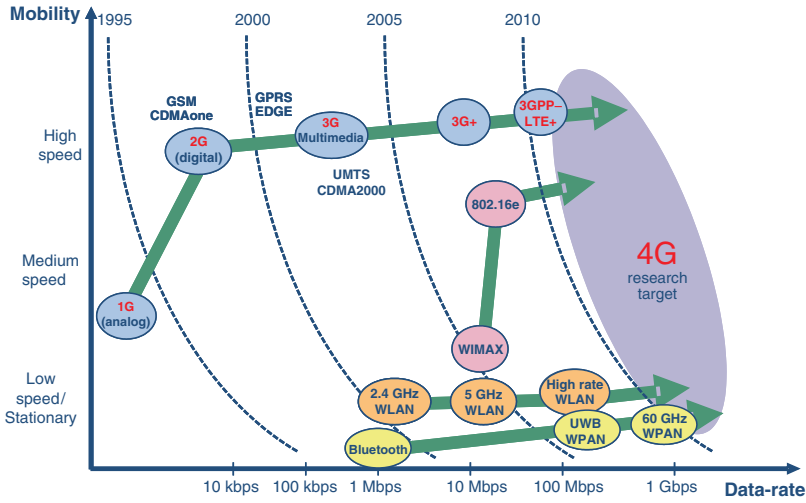 Mobility
1995
2000
2005
2010
GSM
CDMAone
GPRS
EDGE
3GPP–
LTE+
High
speed
2G
(digital)
3G
Multimedia
3G+
UMTS
CDMA2000
802.16e
Medium
speed
4G
research
target
1G
(analog)
WIMAX
Low
speed/
Stationary
2.4 GHz
WLAN
5 GHz
WLAN
High rate
WLAN
Bluetooth
UWB
WPAN
60 GHz
WPAN
10 kbps
100 kbps
1 Mbps
10 Mbps
100 Mbps
1 Gbps
Data-rate